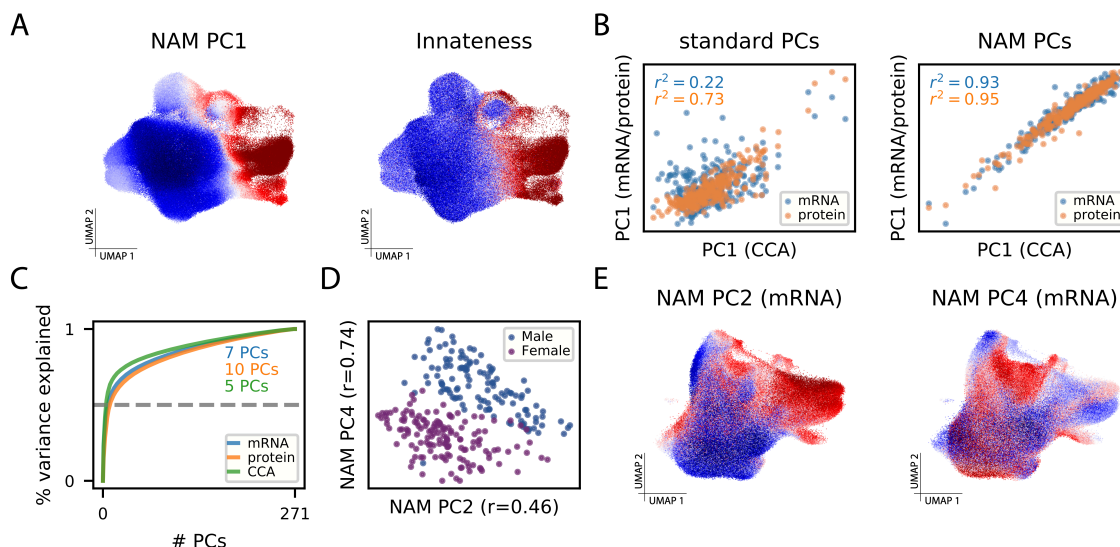 A
NAM PC1
Innateness
UMAP 2
UMAP 1
UMAP 2
UMAP 1
B
standard PCs
NAM PCs
PC1 (mRNA/protein)
r² = 0.22
r² = 0.73
mRNA
protein
PC1 (CCA)
PC1 (mRNA/protein)
r² = 0.93
r² = 0.95
mRNA
protein
PC1 (CCA)
C
% variance explained
1
0
7 PCs
10 PCs
5 PCs
mRNA
protein
CCA
0
271
# PCs
D
NAM PC4 (r=0.74)
Male
Female
NAM PC2 (r=0.46)
E
NAM PC2 (mRNA)
NAM PC4 (mRNA)
UMAP 2
UMAP 1
UMAP 2
UMAP 1